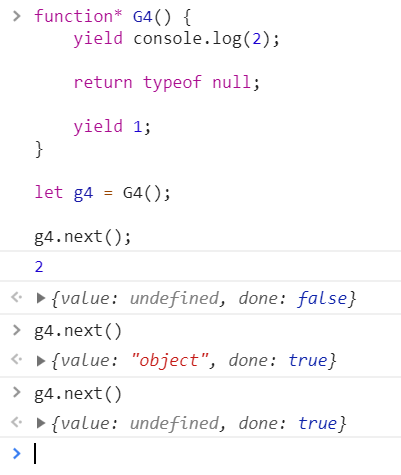 > function* G4() {
yield console.log(2);
return typeof null;
yield 1;
}
let g4 = G4();
g4.next();
2
<· ▶{value: undefined, done: false}
> g4.next()
<· ▶{value: "object", done: true}
> g4.next()
<· ▶{value: undefined, done: true}
>